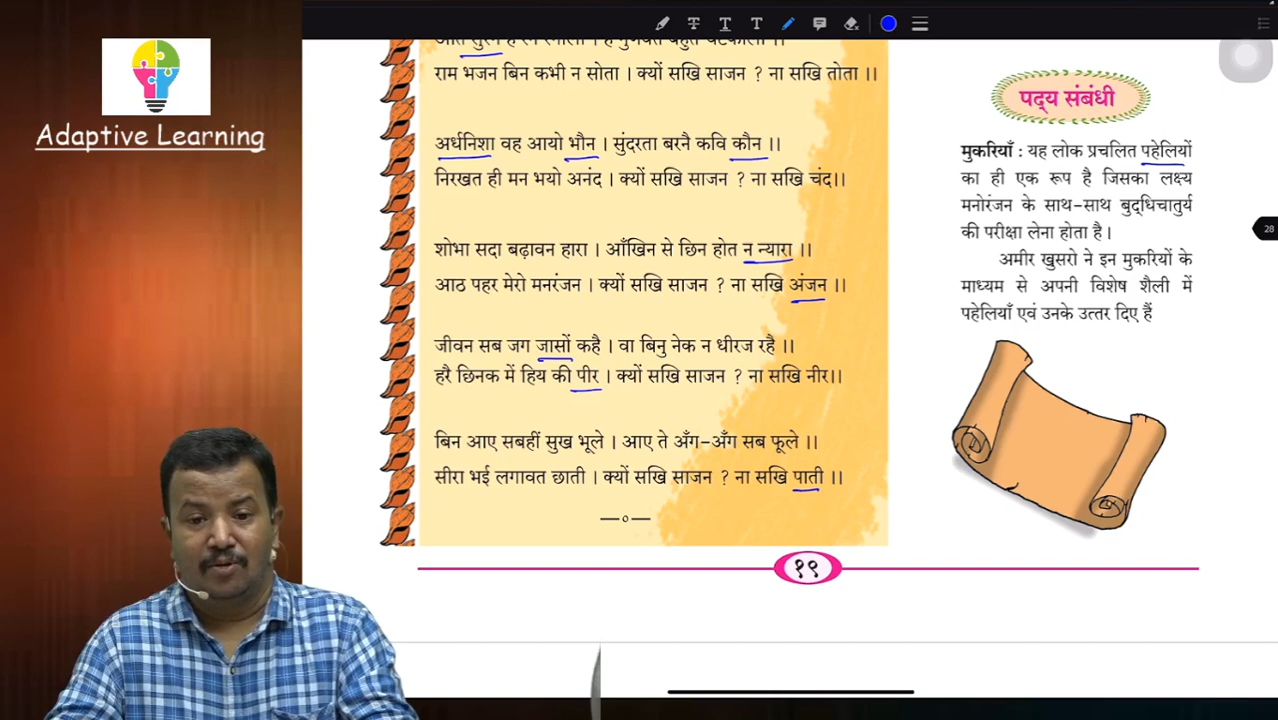 Adaptive Learning
राम भजन बिन कभी न सोता । क्यों सखि साजन ? ना सखि तोता ।।
अर्धनिशा वह आयो भौन । सुंदरता बरनै कवि कौन ।।
निरखत ही मन भयो अनंद । क्यों सखि साजन ? ना सखि चंद।।
शोभा सदा बढ़ावन हारा । आँखिन से छिन होत न न्यारा ।।
आठ पहर मेरो मनरंजन । क्यों सखि साजन ? ना सखि अंजन ।।
जीवन सब जग जासों कहै । वा बिनु नेक न धीरज रहै ।।
हरै छिनक में हिय की पीर । क्यों सखि साजन ? ना सखि नीर।।
बिन आए सबहीं सुख भूले । आए ते अँग-अँग सब फूले ।।
सीरा भई लगावत छाती । क्यों सखि साजन ? ना सखि पाती ।।
पद्य संबंधी
मुकरियाँ : यह लोक प्रचलित पहेलियों
का ही एक रूप है जिसका लक्ष्य
मनोरंजन के साथ-साथ बुद्धिचातुर्य
की परीक्षा लेना होता है ।
अमीर खुसरो ने इन मुकरियों के
माध्यम से अपनी विशेष शैली में
पहेलियाँ एवं उनके उत्तर दिए हैं
१९
28